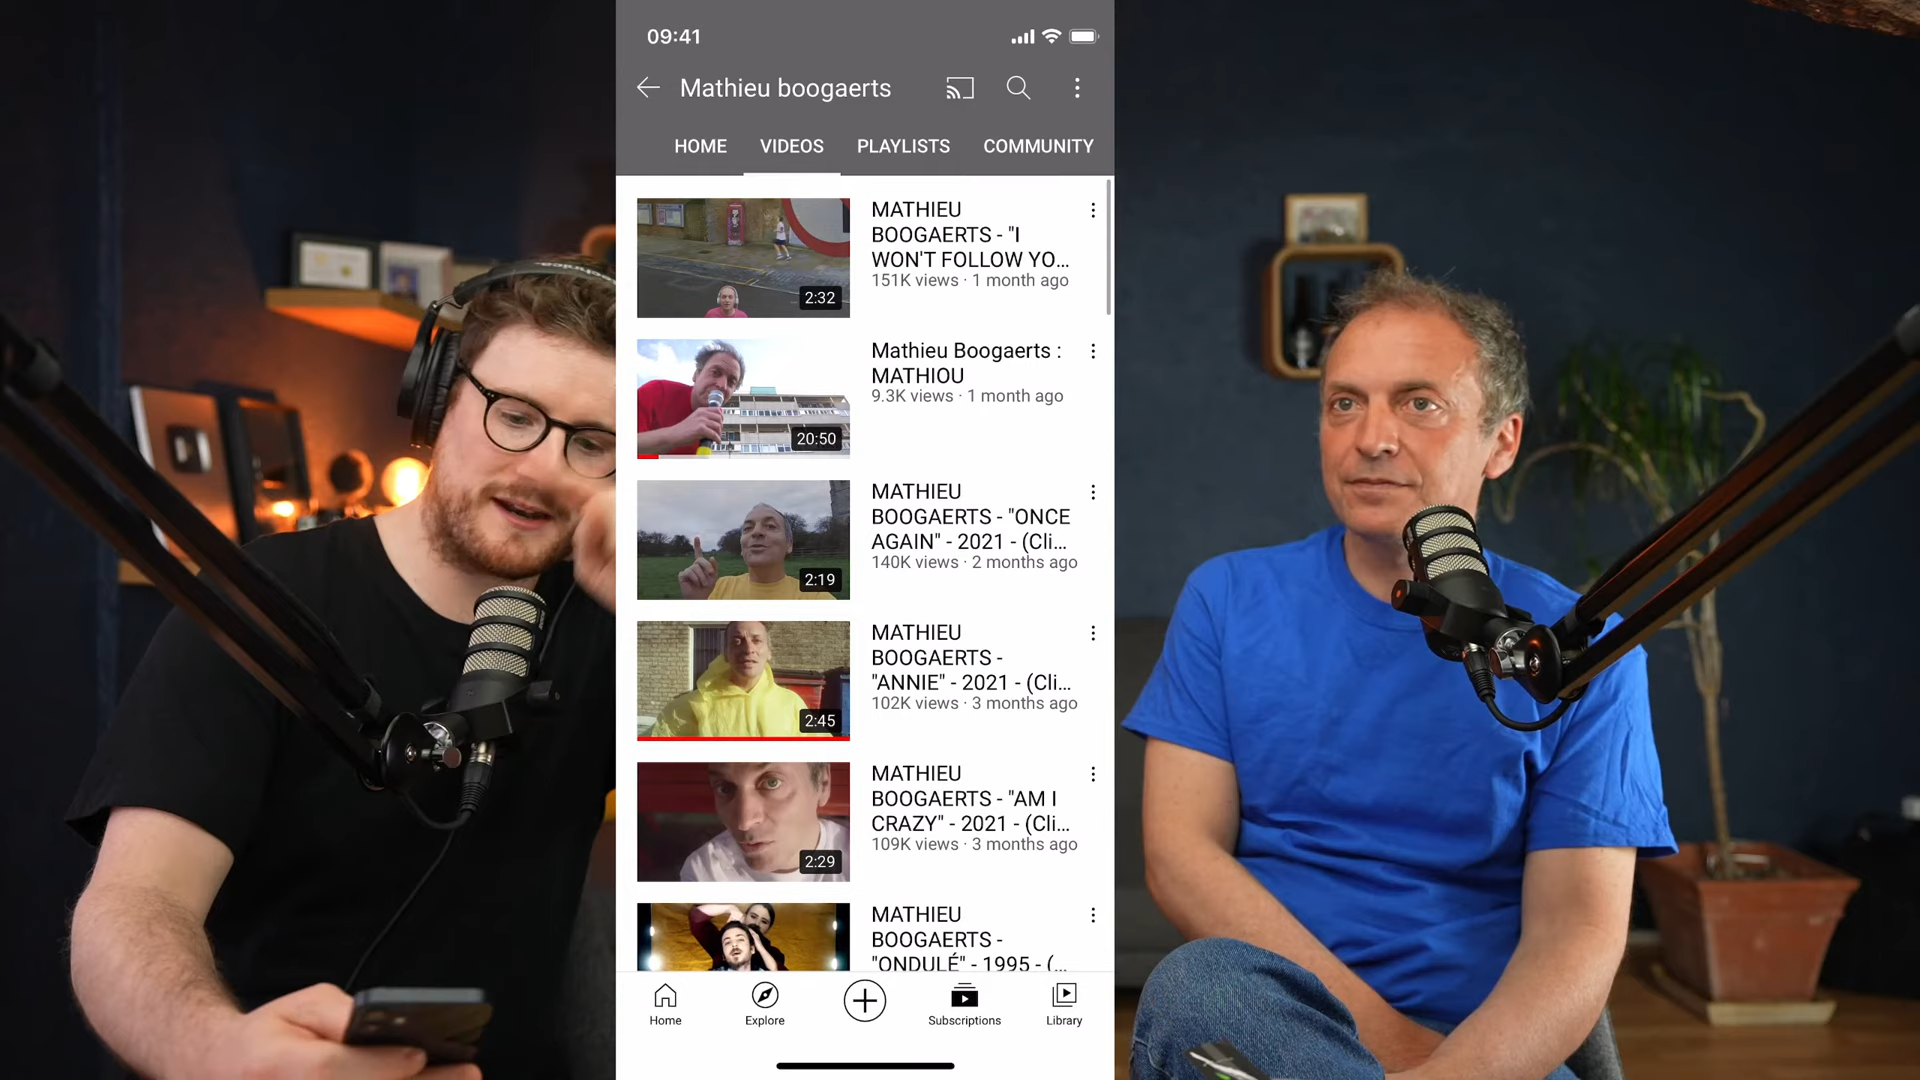 09:41
Mathieu boogaerts
HOME VIDEOS PLAYLISTS COMMUNITY
MATHIEU
BOOGAERTS - "I
WON'T FOLLOW YO...
151K views · 1 month ago
2:32
Mathieu Boogaerts :
MATHIOU
9.3K views · 1 month ago
20:50
MATHIEU
BOOGAERTS - "ONCE
AGAIN" - 2021 - (Cli...
140K views · 2 months ago
2:19
MATHIEU
BOOGAERTS -
"ANNIE" - 2021 - (Cli...
102K views · 3 months ago
2:45
MATHIEU
BOOGAERTS - "AM I
CRAZY" - 2021 - (Cli...
109K views · 3 months ago
2:29
MATHIEU
BOOGAERTS -
"ONDULÉ" - 1995 - (...
Home Explore Subscriptions Library